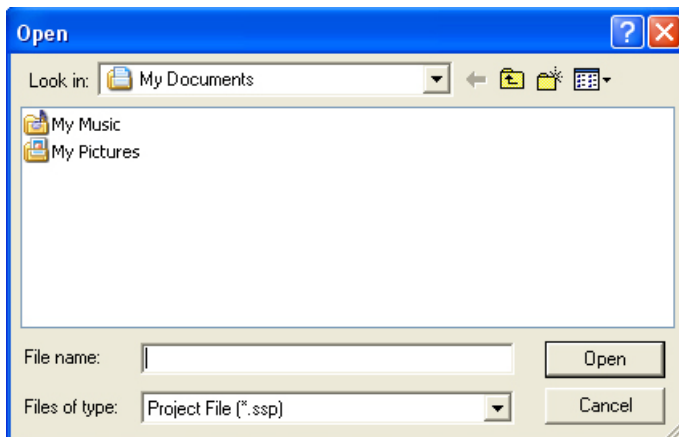 Open
Look in: My Documents
My Music
My Pictures
File name: Open
Files of type: Project File (*.ssp) Cancel